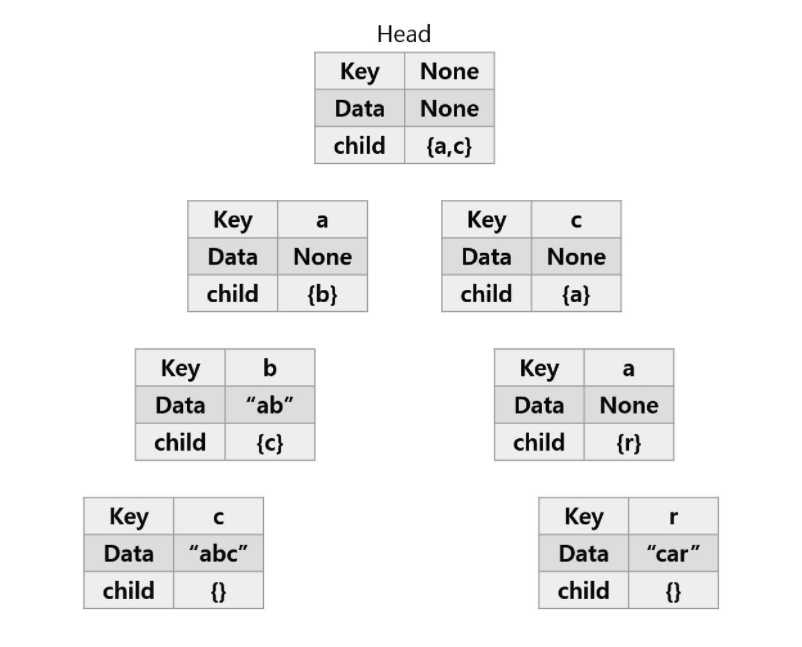 Head
Key None
Data None
child {a,c}
Key a
Data None
child {b}
Key c
Data None
child {a}
Key b
Data “ab”
child {c}
Key a
Data None
child {r}
Key c
Data “abc”
child {}
Key r
Data “car”
child {}